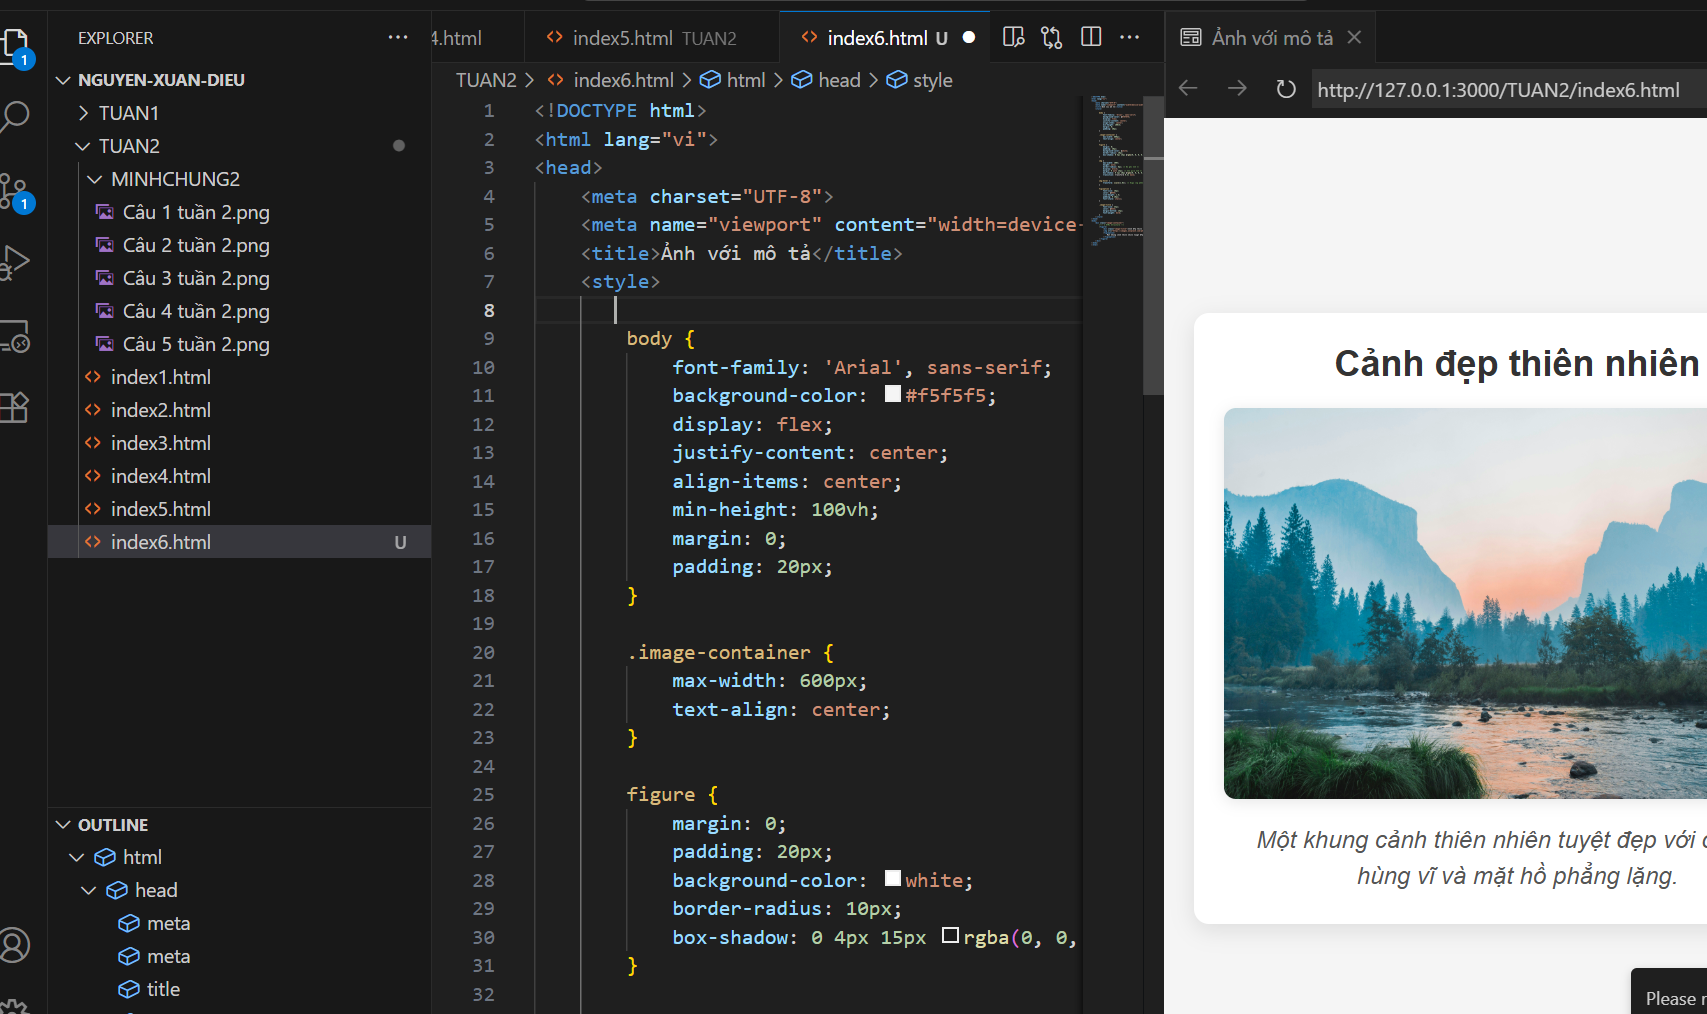 EXPLORER
NGUYEN-XUAN-DIEU
TUAN1
TUAN2
MINHCHUNG2
Câu 1 tuần 2.png
Câu 2 tuần 2.png
Câu 3 tuần 2.png
Câu 4 tuần 2.png
Câu 5 tuần 2.png
index1.html
index2.html
index3.html
index4.html
index5.html
index6.html U
OUTLINE
html
head
meta
meta
title
1
1
4.html index5.html TUAN2 index6.html U
TUAN2 > index6.html > html > head > style
1 <!DOCTYPE html>
2 <html lang="vi">
3 <head>
4 <meta charset="UTF-8">
5 <meta name="viewport" content="width=device-
6 <title>Ảnh với mô tả</title>
7 <style>
8
9 body {
10 font-family: 'Arial', sans-serif;
11 background-color: #f5f5f5;
12 display: flex;
13 justify-content: center;
14 align-items: center;
15 min-height: 100vh;
16 margin: 0;
17 padding: 20px;
18 }
19
20 .image-container {
21 max-width: 600px;
22 text-align: center;
23 }
24
25 figure {
26 margin: 0;
27 padding: 20px;
28 background-color: white;
29 border-radius: 10px;
30 box-shadow: 0 4px 15px rgba(0, 0,
31 }
32
Ảnh với mô tả
http://127.0.0.1:3000/TUAN2/index6.html
Cảnh đẹp thiên nhiên
Một khung cảnh thiên nhiên tuyệt đẹp với
hùng vĩ và mặt hồ phẳng lặng.
Please